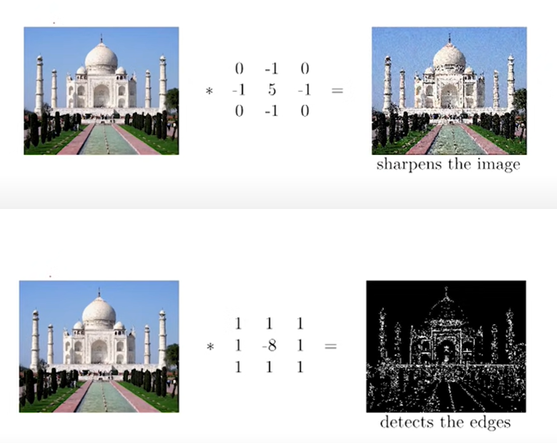 0 -1 0
* -1 5 -1 =
0 -1 0
sharpens the image
1 1 1
* 1 -8 1 =
1 1 1
detects the edges